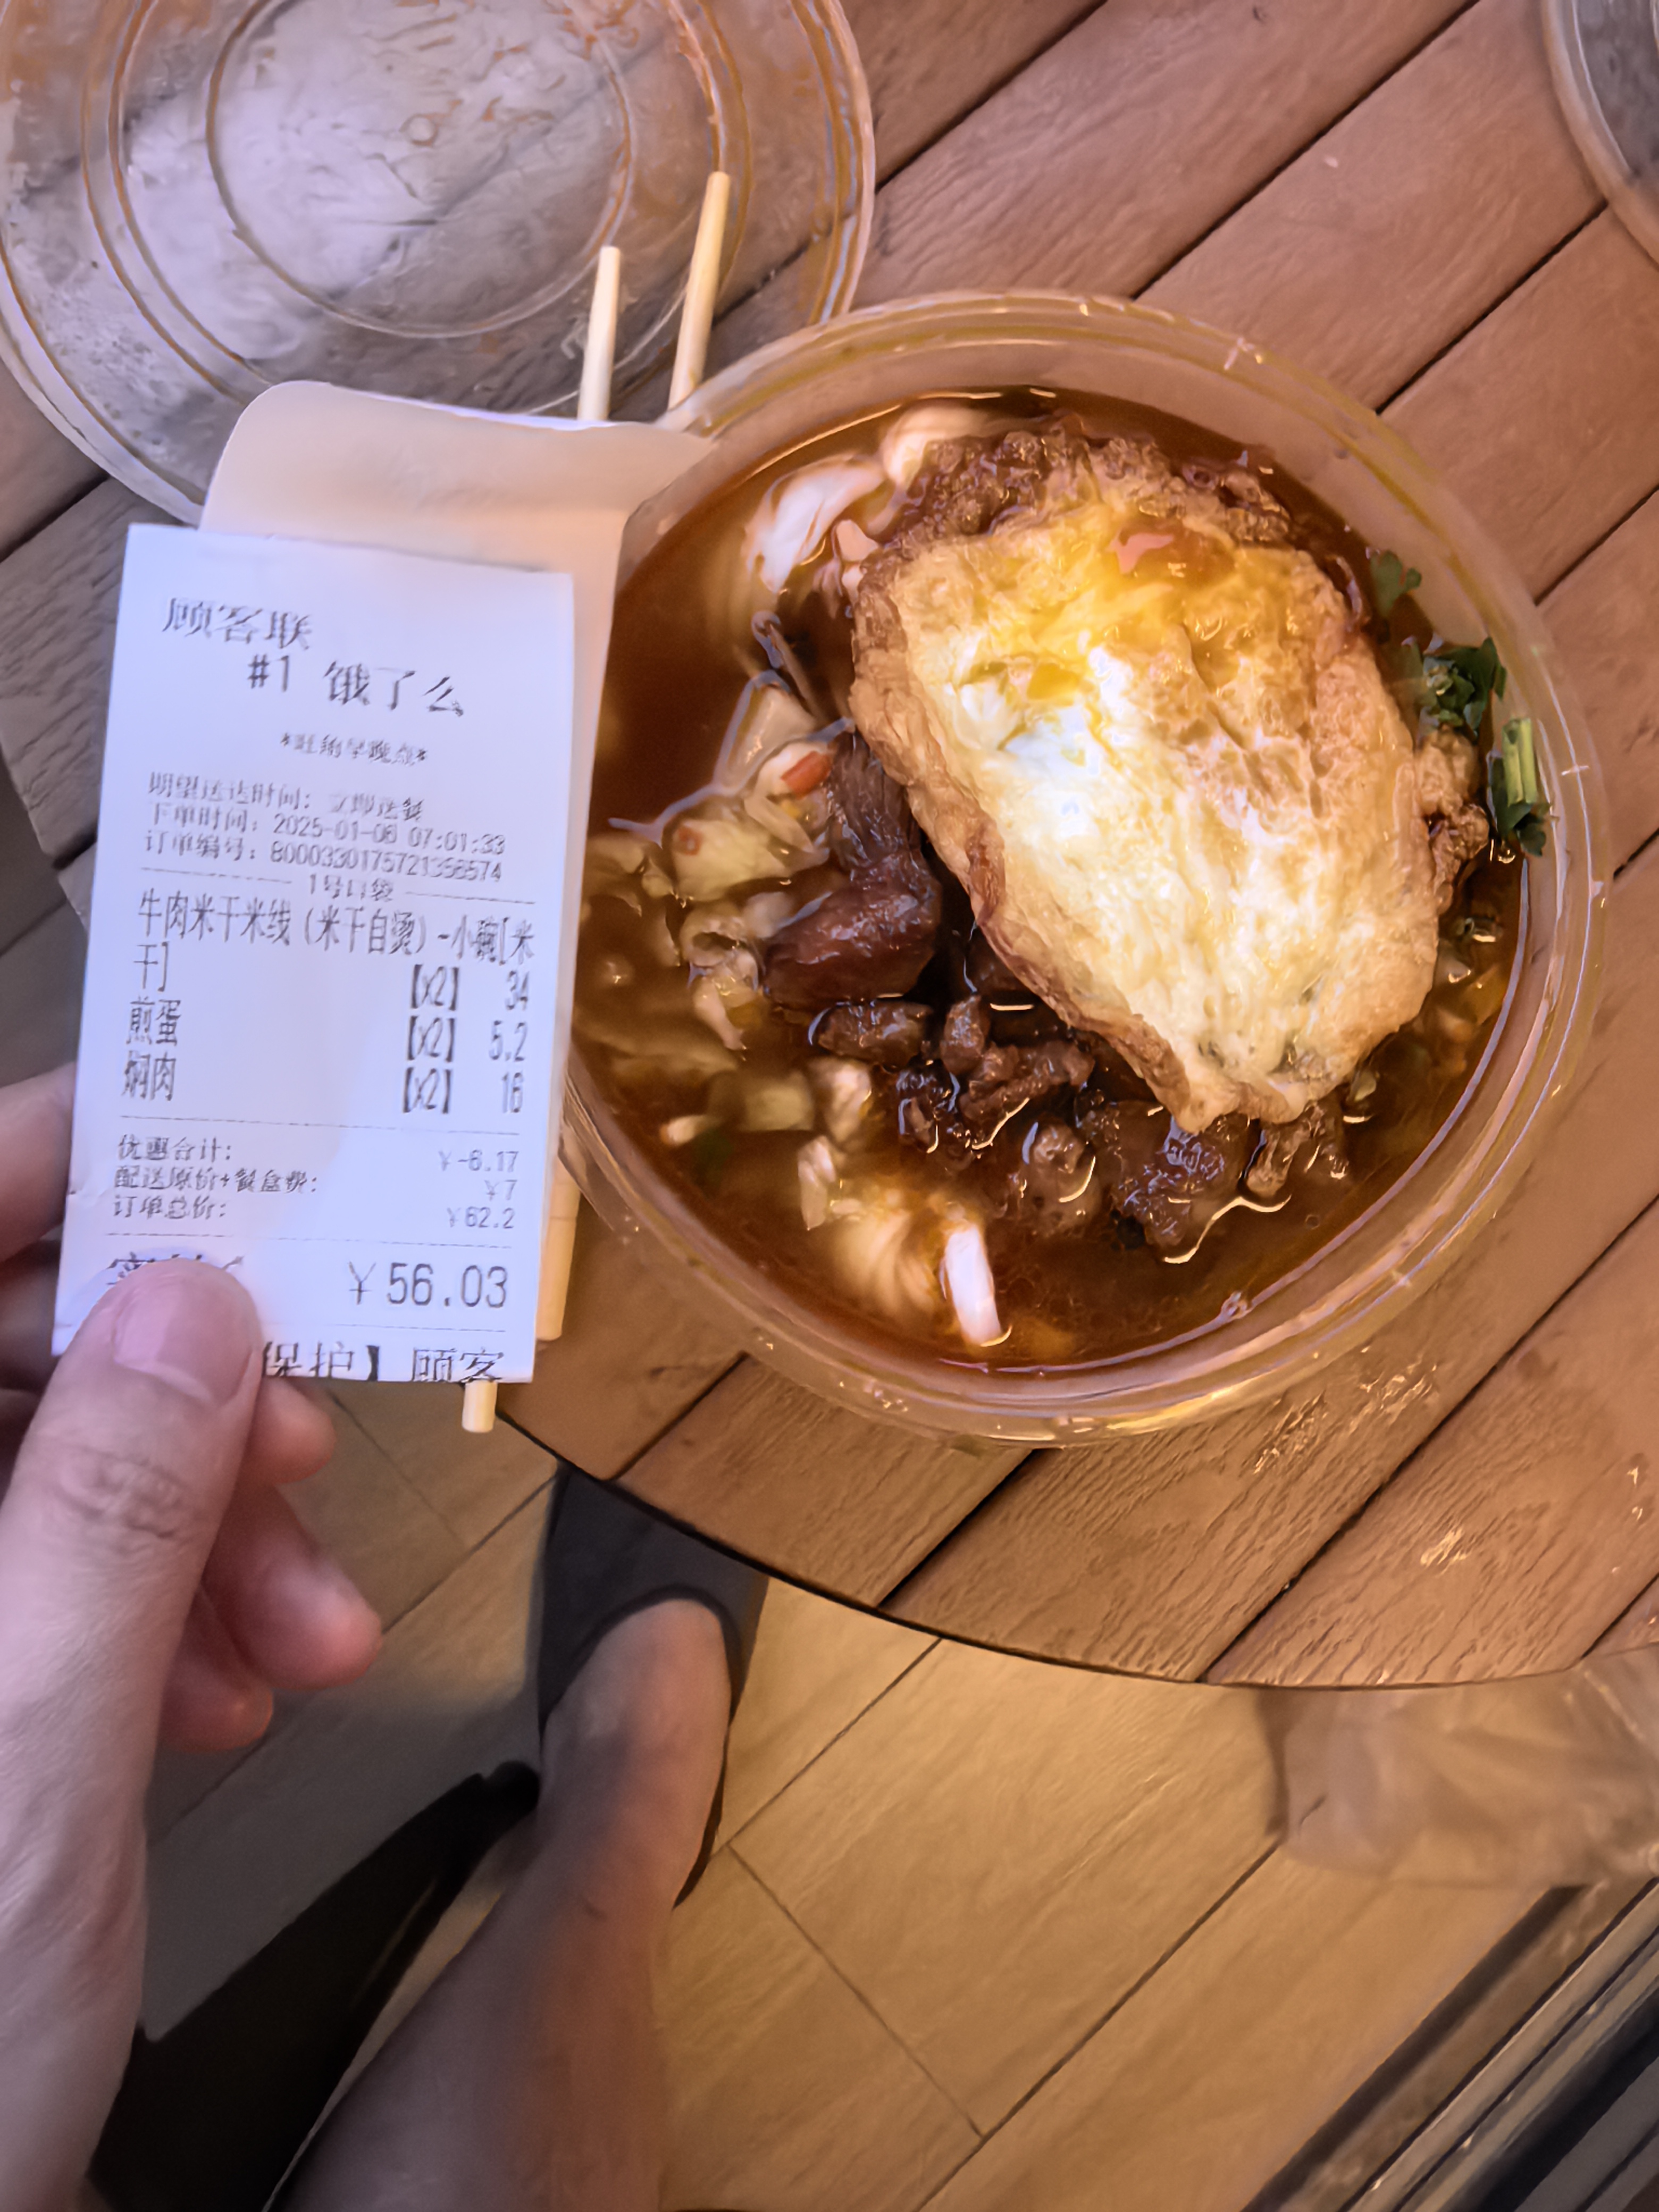 顾客联
#1 饿了么
期望送达时间：立即送餐
下单时间：2025-01-06 07:01:33
订单编号：8000330175721356574
1号口袋
牛肉米干米线（米干自烫）-小碗[米
干] 【x2】 34
煎蛋 【x2】 5.2
焖肉 【x2】 16
优惠合计： ￥-6.17
配送原价+餐盒费： ￥7
订单总价： ￥62.2
￥56.03
保护】顾客